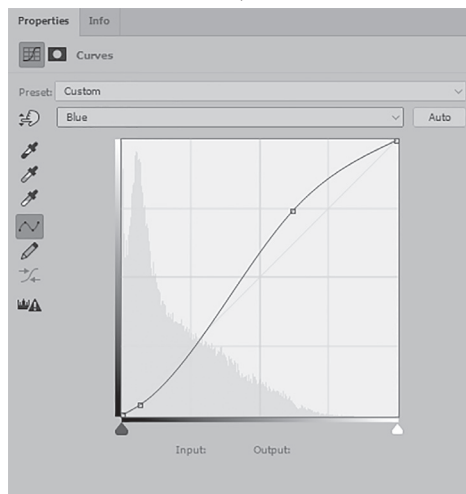 Properties Info
Curves
Preset: Custom
Blue Auto
Input: Output: